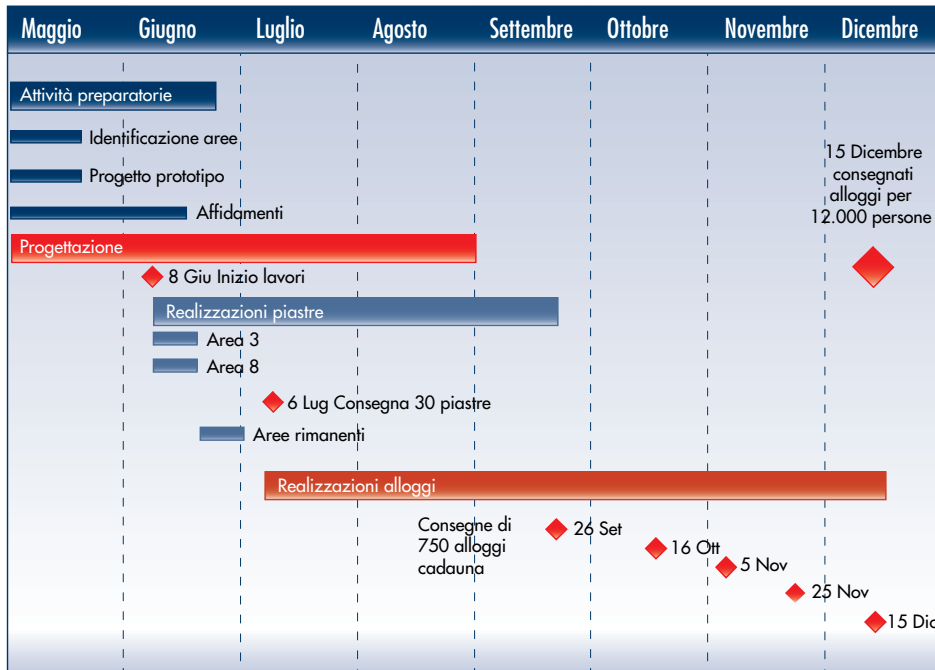 Maggio Giugno Luglio Agosto Settembre Ottobre Novembre Dicembre
Attività preparatorie
Identificazione aree
15 Dicembre
consegnati
alloggi per
12.000 persone
Progetto prototipo
Affidamenti
Progettazione
8 Giu Inizio lavori
Realizzazioni piastre
Area 3
Area 8
6 Lug Consegna 30 piastre
Aree rimanenti
Realizzazioni alloggi
Consegne di
750 alloggi
cadauna
26 Set
16 Ott
5 Nov
25 Nov
15 Dic